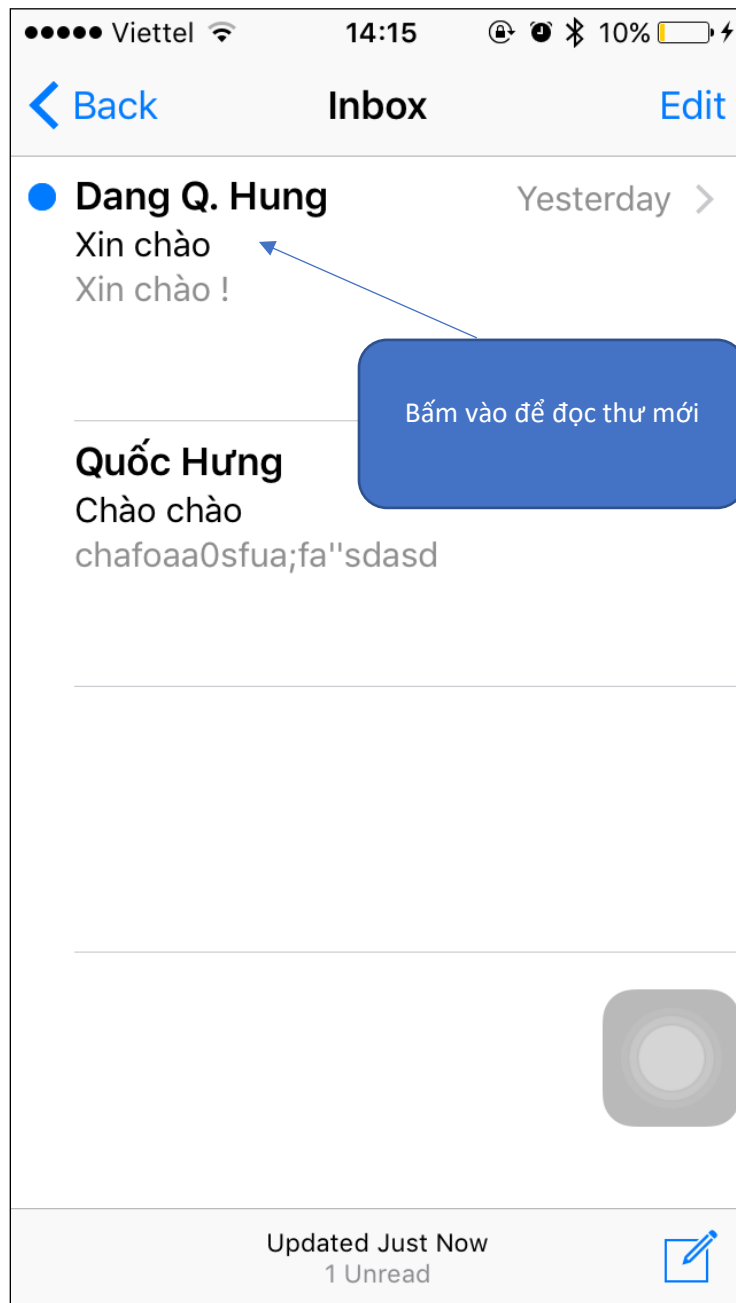 Viettel 14:15 10%
Back Inbox Edit
Dang Q. Hung Yesterday
Xin chào
Xin chào !
Bấm vào để đọc thư mới
Quốc Hưng
Chào chào
chafoaa0sfua;fa''sdasd
Updated Just Now
1 Unread